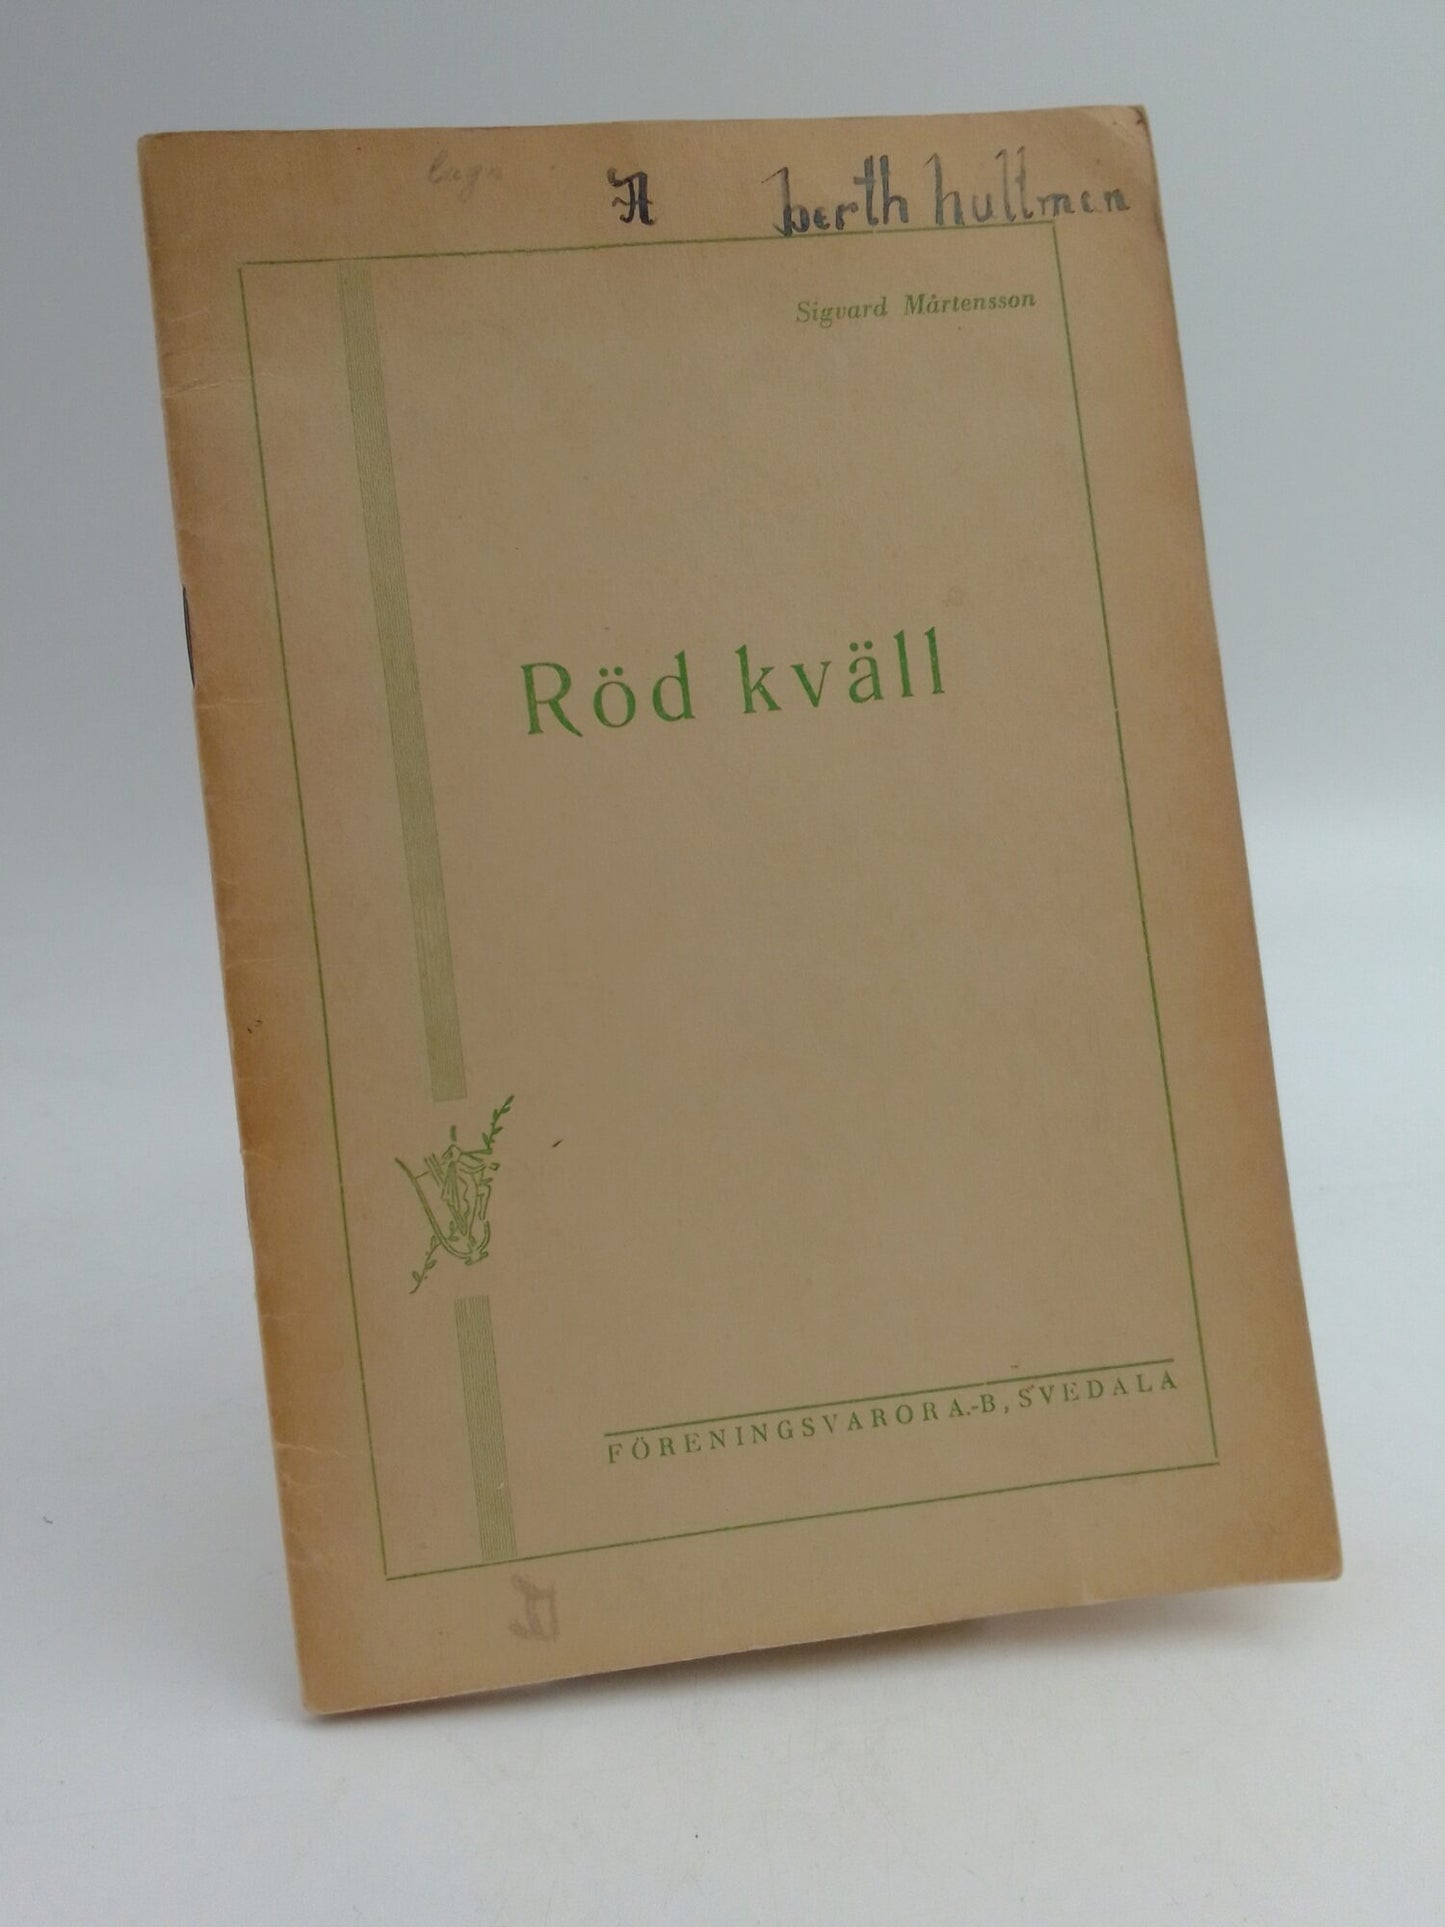 A berth hultman
Sigvard Mårtensson
Röd kväll
FÖRENINGSVAROR A.-B, SVEDALA